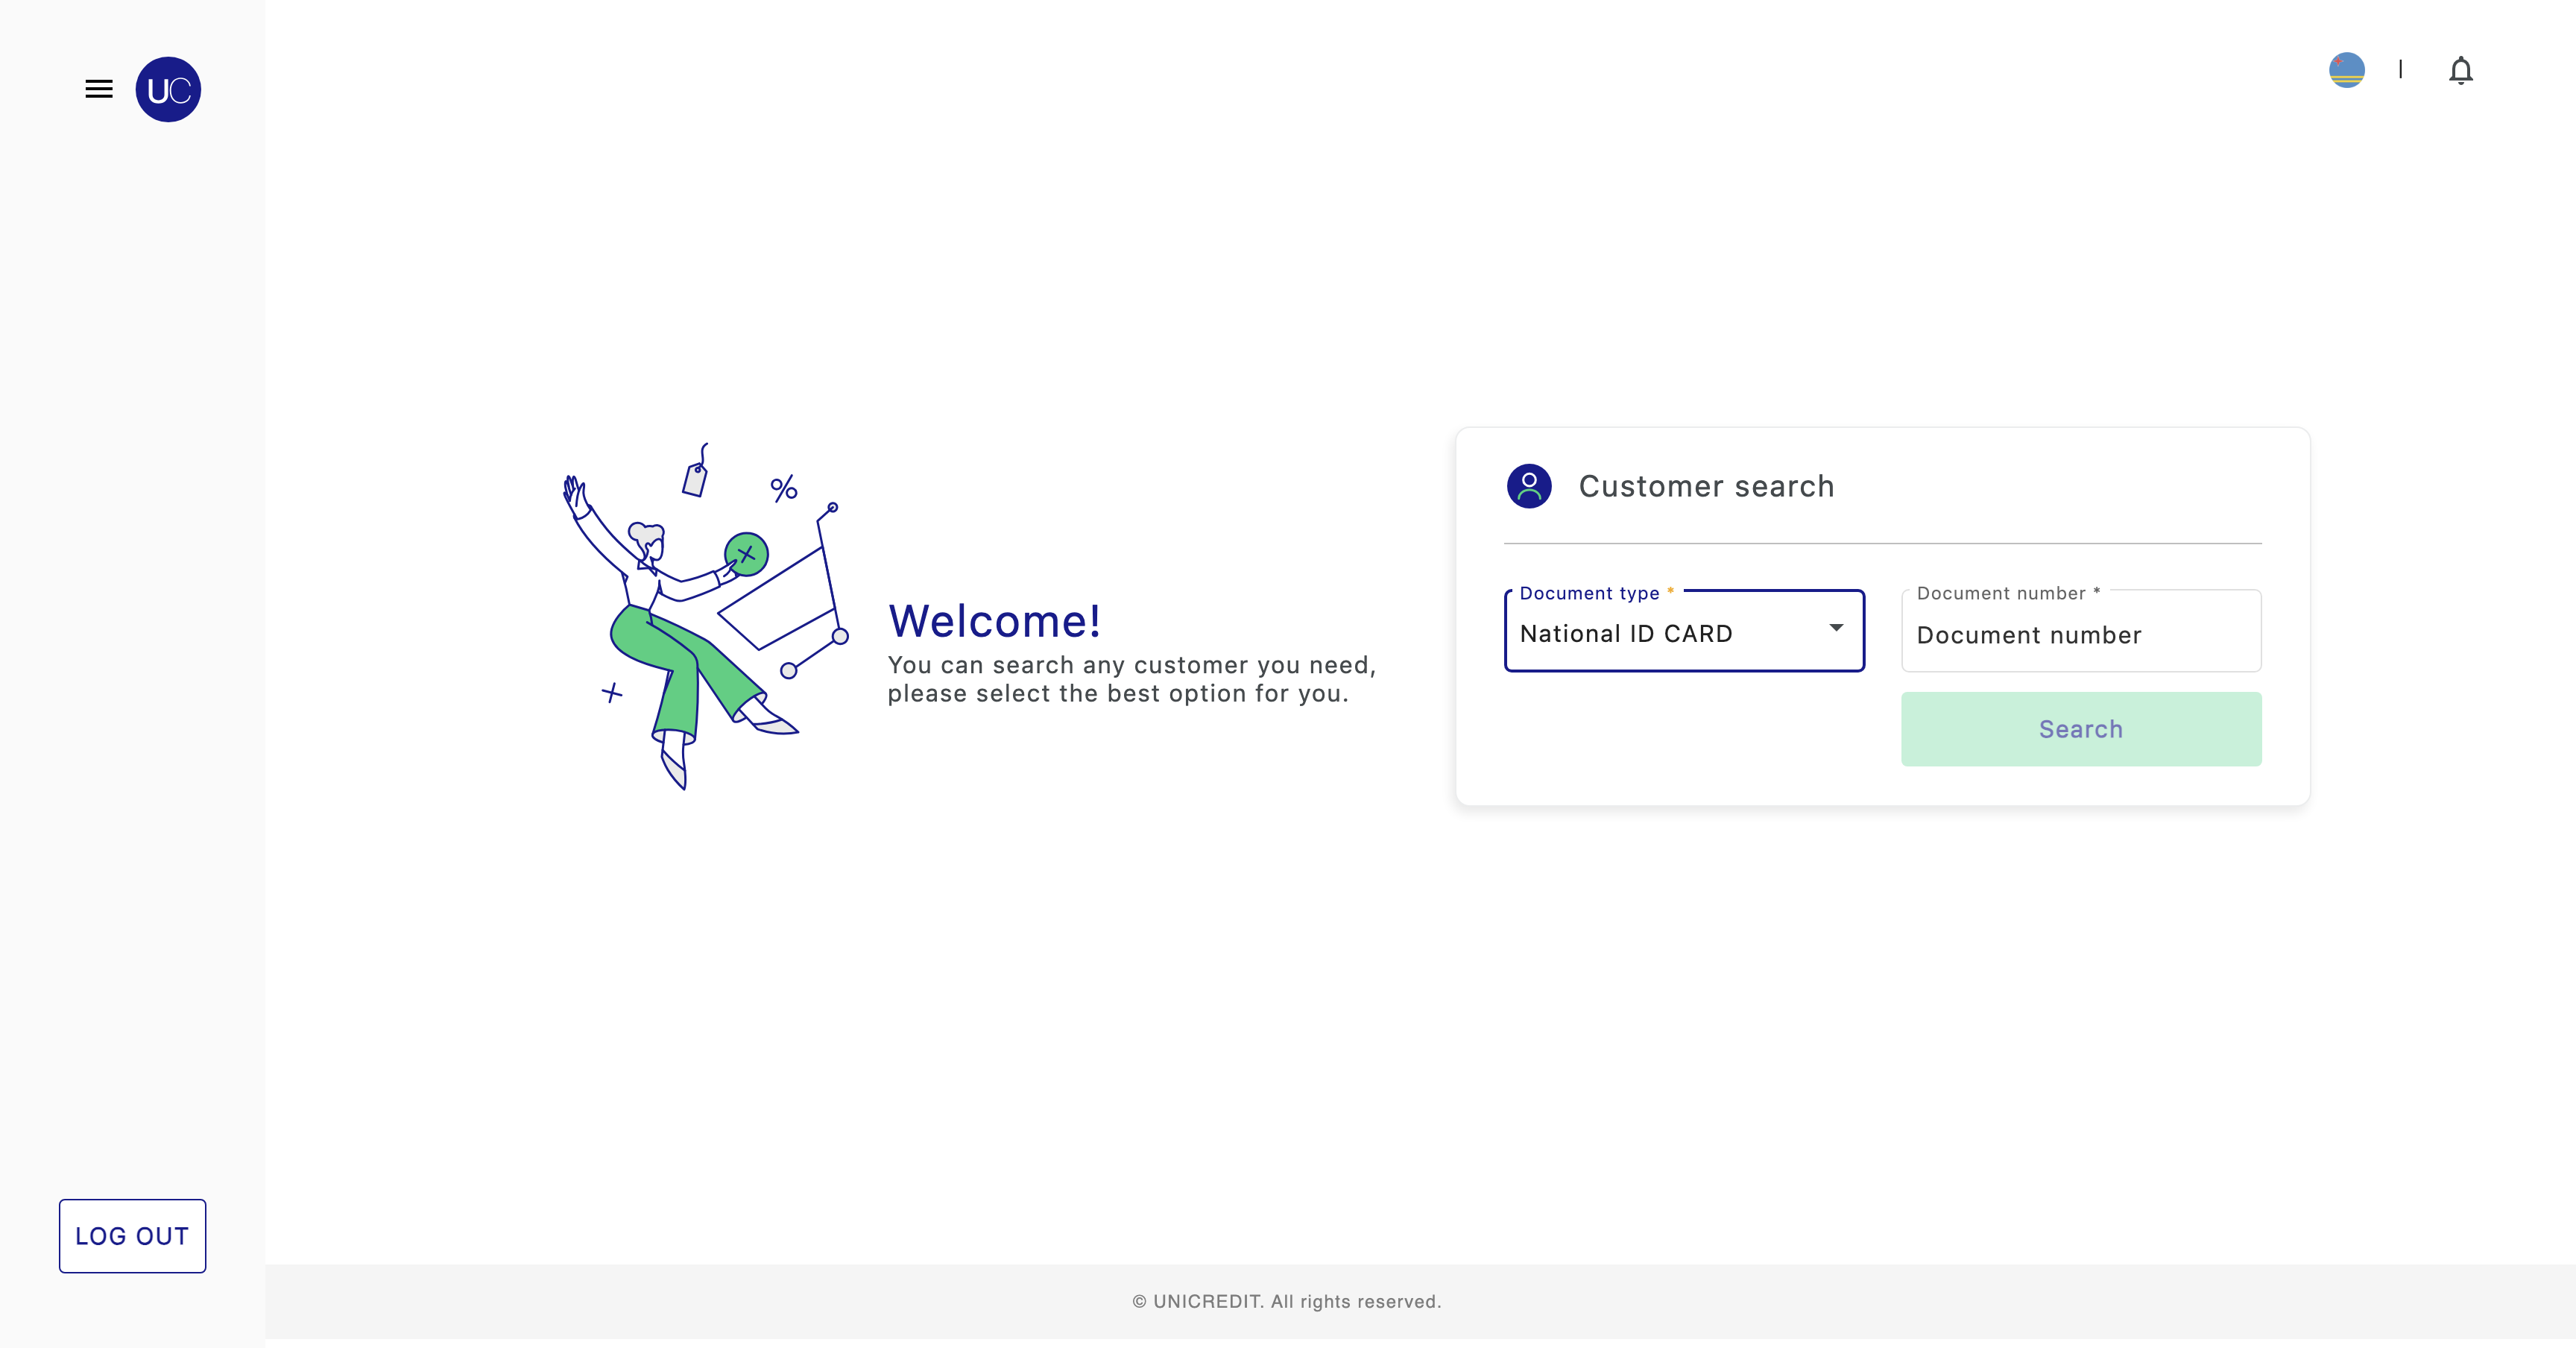 UC
Welcome!
You can search any customer you need,
please select the best option for you.
Customer search
Document type *
National ID CARD
Document number *
Document number
Search
LOG OUT
© UNICREDIT. All rights reserved.